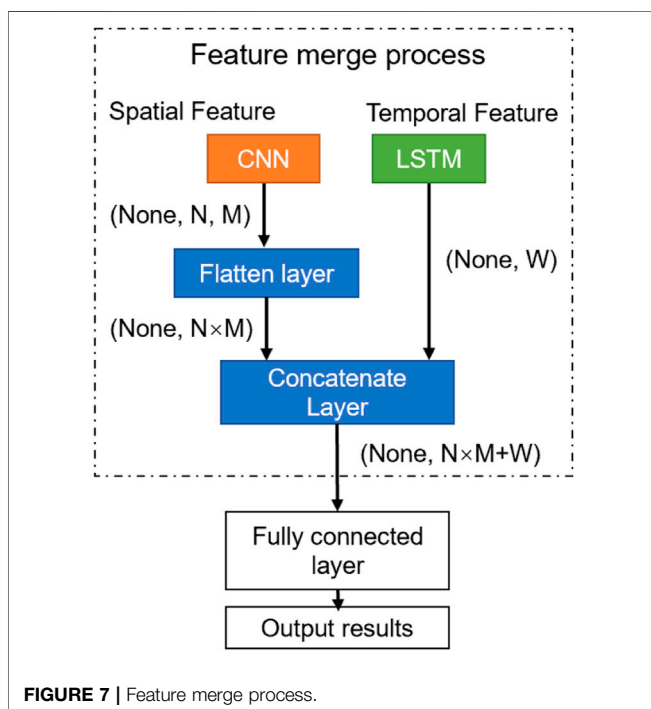 Feature merge process
Spatial Feature
Temporal Feature
CNN
LSTM
(None, N, M)
(None, W)
Flatten layer
(None, N×M)
Concatenate
Layer
(None, N×M+W)
Fully connected
layer
Output results
FIGURE 7 | Feature merge process.